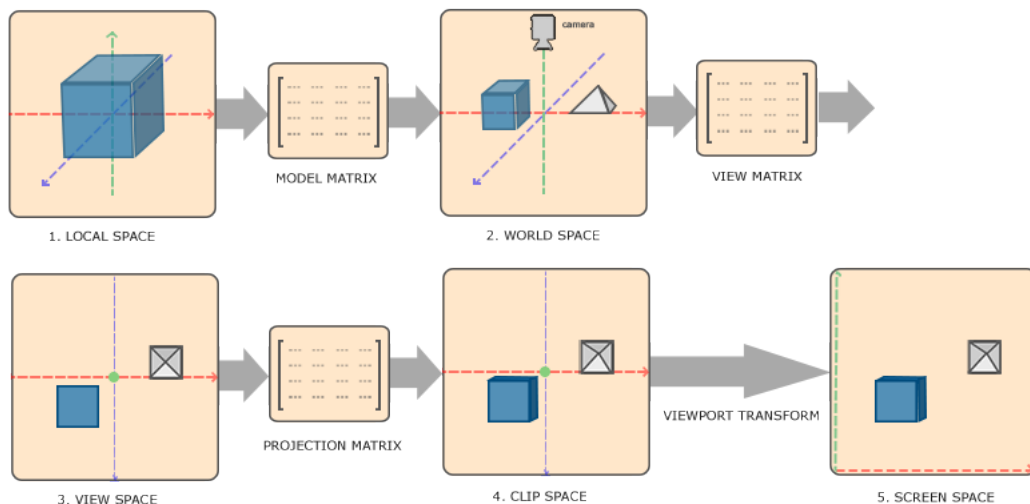 camera
MODEL MATRIX
VIEW MATRIX
1. LOCAL SPACE
2. WORLD SPACE
PROJECTION MATRIX
VIEWPORT TRANSFORM
3. VIEW SPACE
4. CLIP SPACE
5. SCREEN SPACE